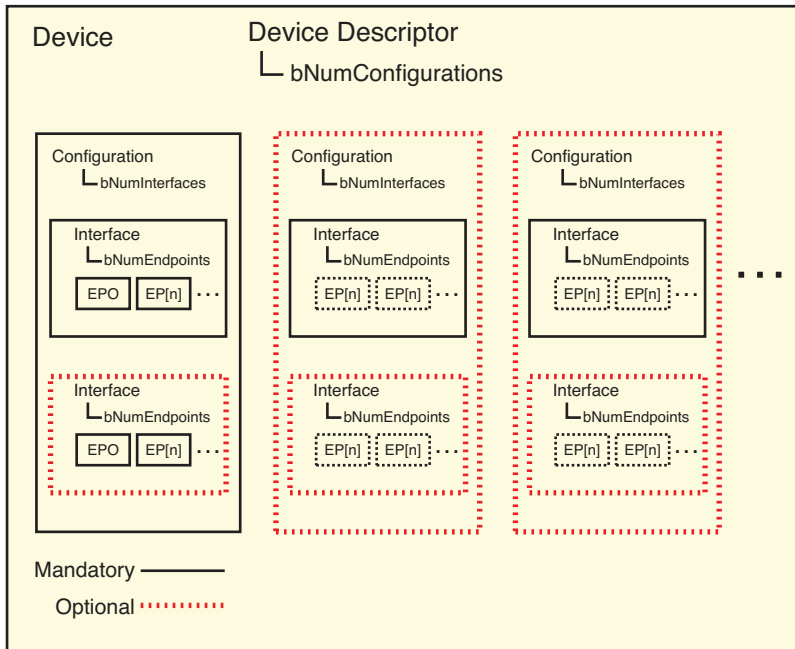 Device
Device Descriptor
bNumConfigurations
Configuration
bNumInterfaces
Interface
bNumEndpoints
EPO EP[n] ...
Interface
bNumEndpoints
EPO EP[n] ...
Configuration
bNumInterfaces
Interface
bNumEndpoints
EP[n] EP[n] ...
Interface
bNumEndpoints
EP[n] EP[n] ...
Configuration
bNumInterfaces
Interface
bNumEndpoints
EP[n] EP[n] ...
Interface
bNumEndpoints
EP[n] EP[n] ...
...
Mandatory
Optional